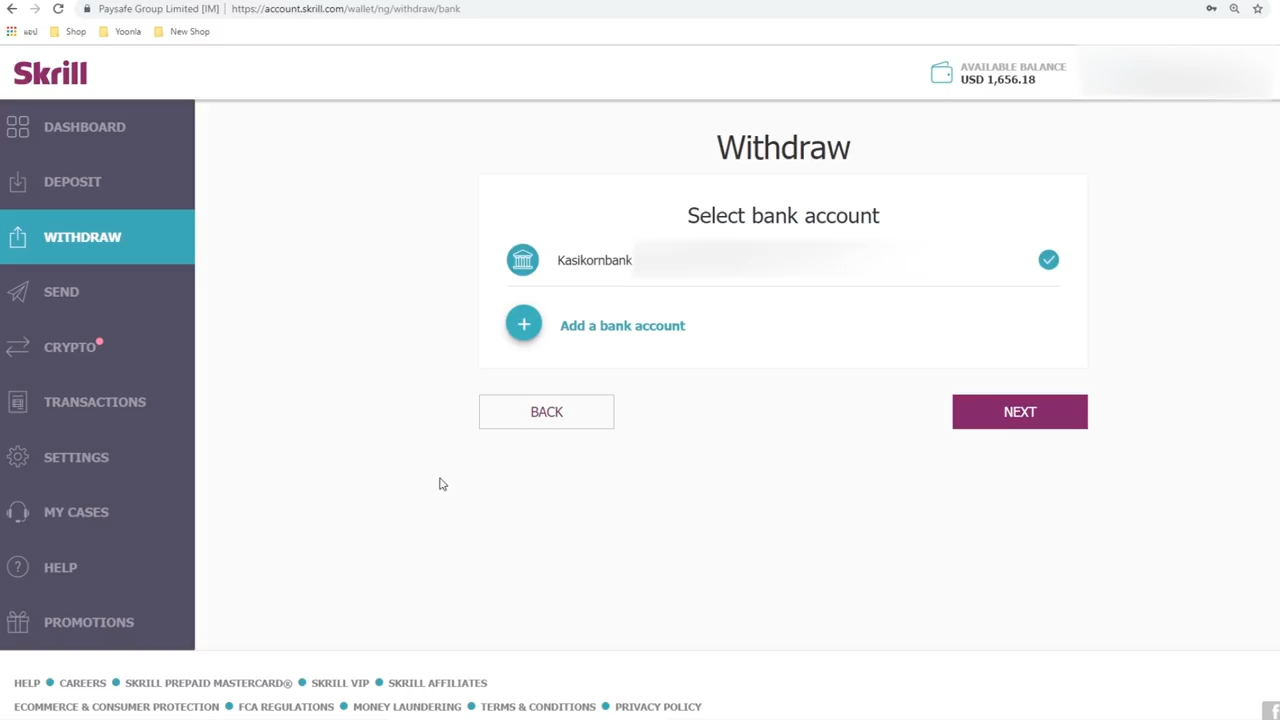 Paysafe Group Limited [IM] | https://account.skrill.com/wallet/ng/withdraw/bank
แอป Shop Yoonla New Shop
Skrill
AVAILABLE BALANCE
USD 1,656.18
DASHBOARD
DEPOSIT
WITHDRAW
SEND
CRYPTO
TRANSACTIONS
SETTINGS
MY CASES
HELP
PROMOTIONS
Withdraw
Select bank account
Kasikornbank
Add a bank account
BACK
NEXT
HELP CAREERS SKRILL PREPAID MASTERCARD® SKRILL VIP SKRILL AFFILIATES
ECOMMERCE & CONSUMER PROTECTION FCA REGULATIONS MONEY LAUNDERING TERMS & CONDITIONS PRIVACY POLICY